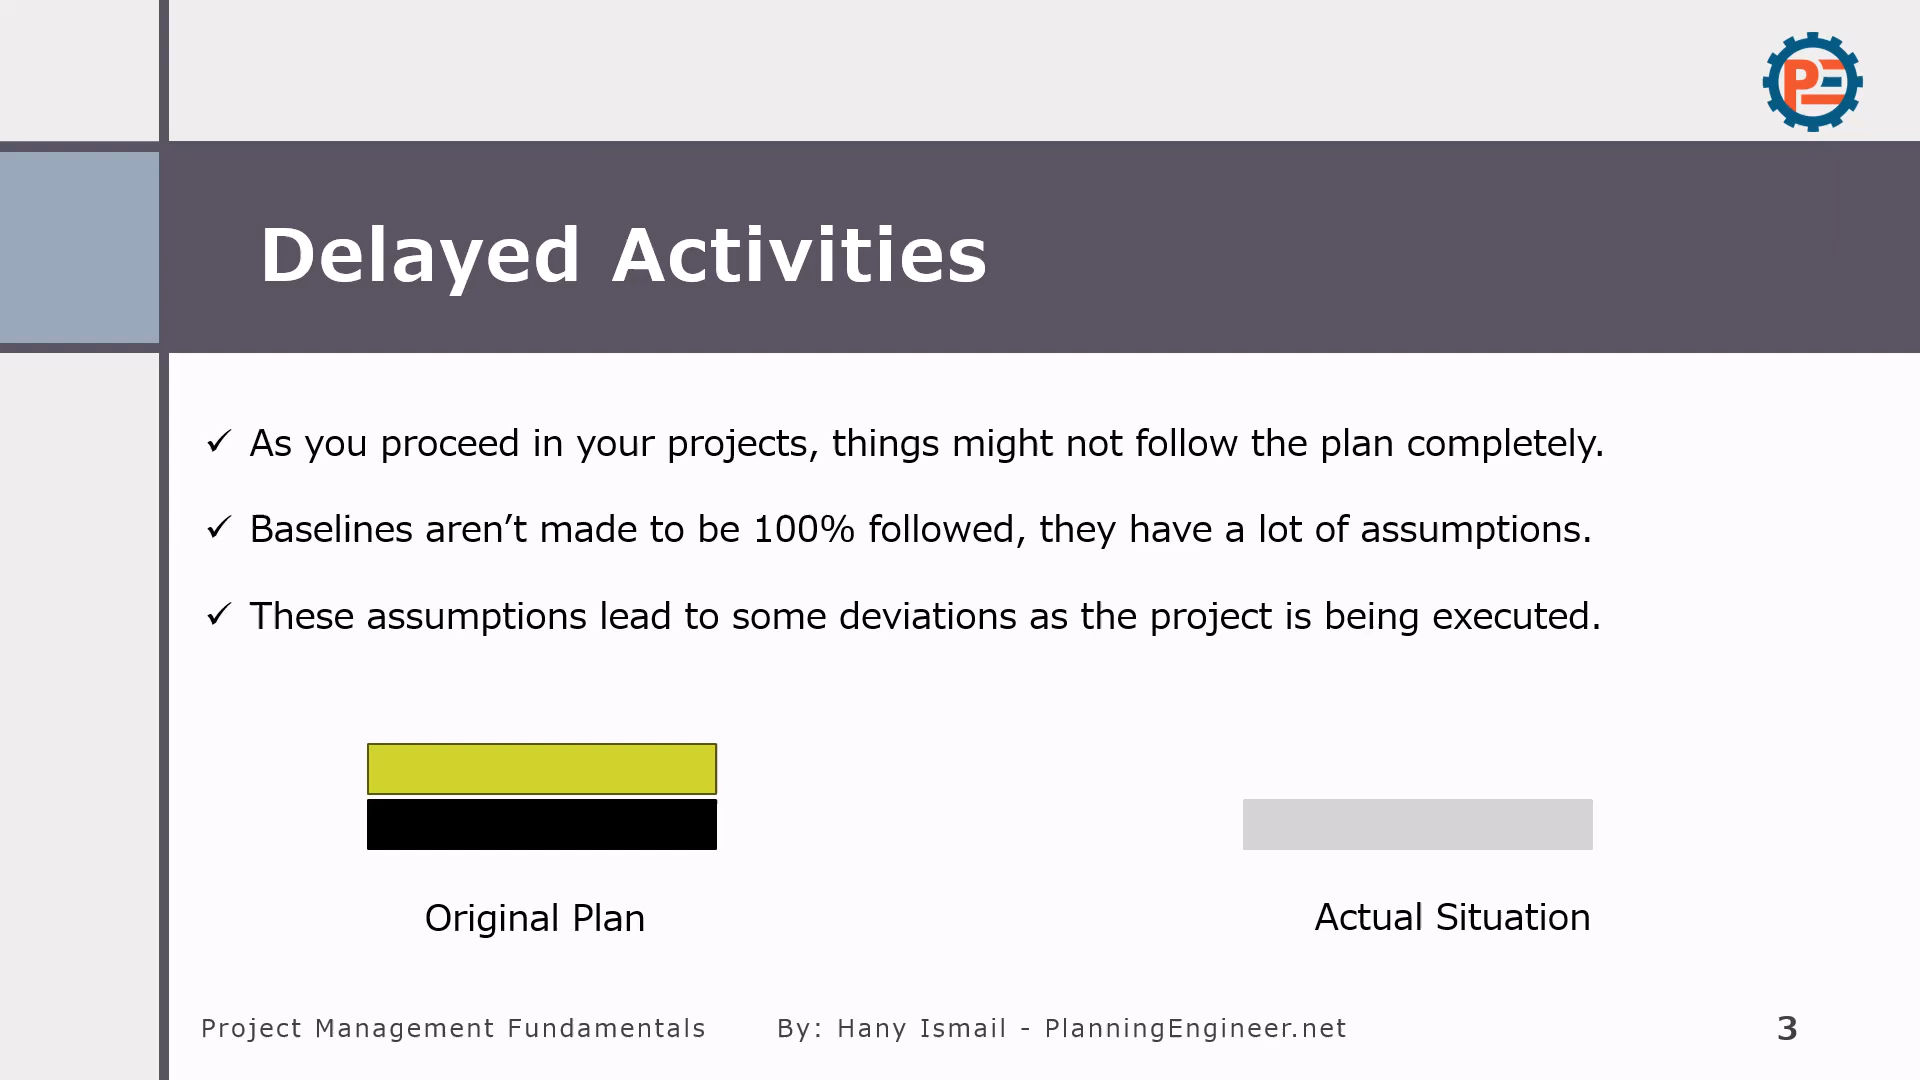 PE
Delayed Activities
✓ As you proceed in your projects, things might not follow the plan completely.
✓ Baselines aren’t made to be 100% followed, they have a lot of assumptions.
✓ These assumptions lead to some deviations as the project is being executed.
Original Plan
Actual Situation
Project Management Fundamentals By: Hany Ismail - PlanningEngineer.net 3